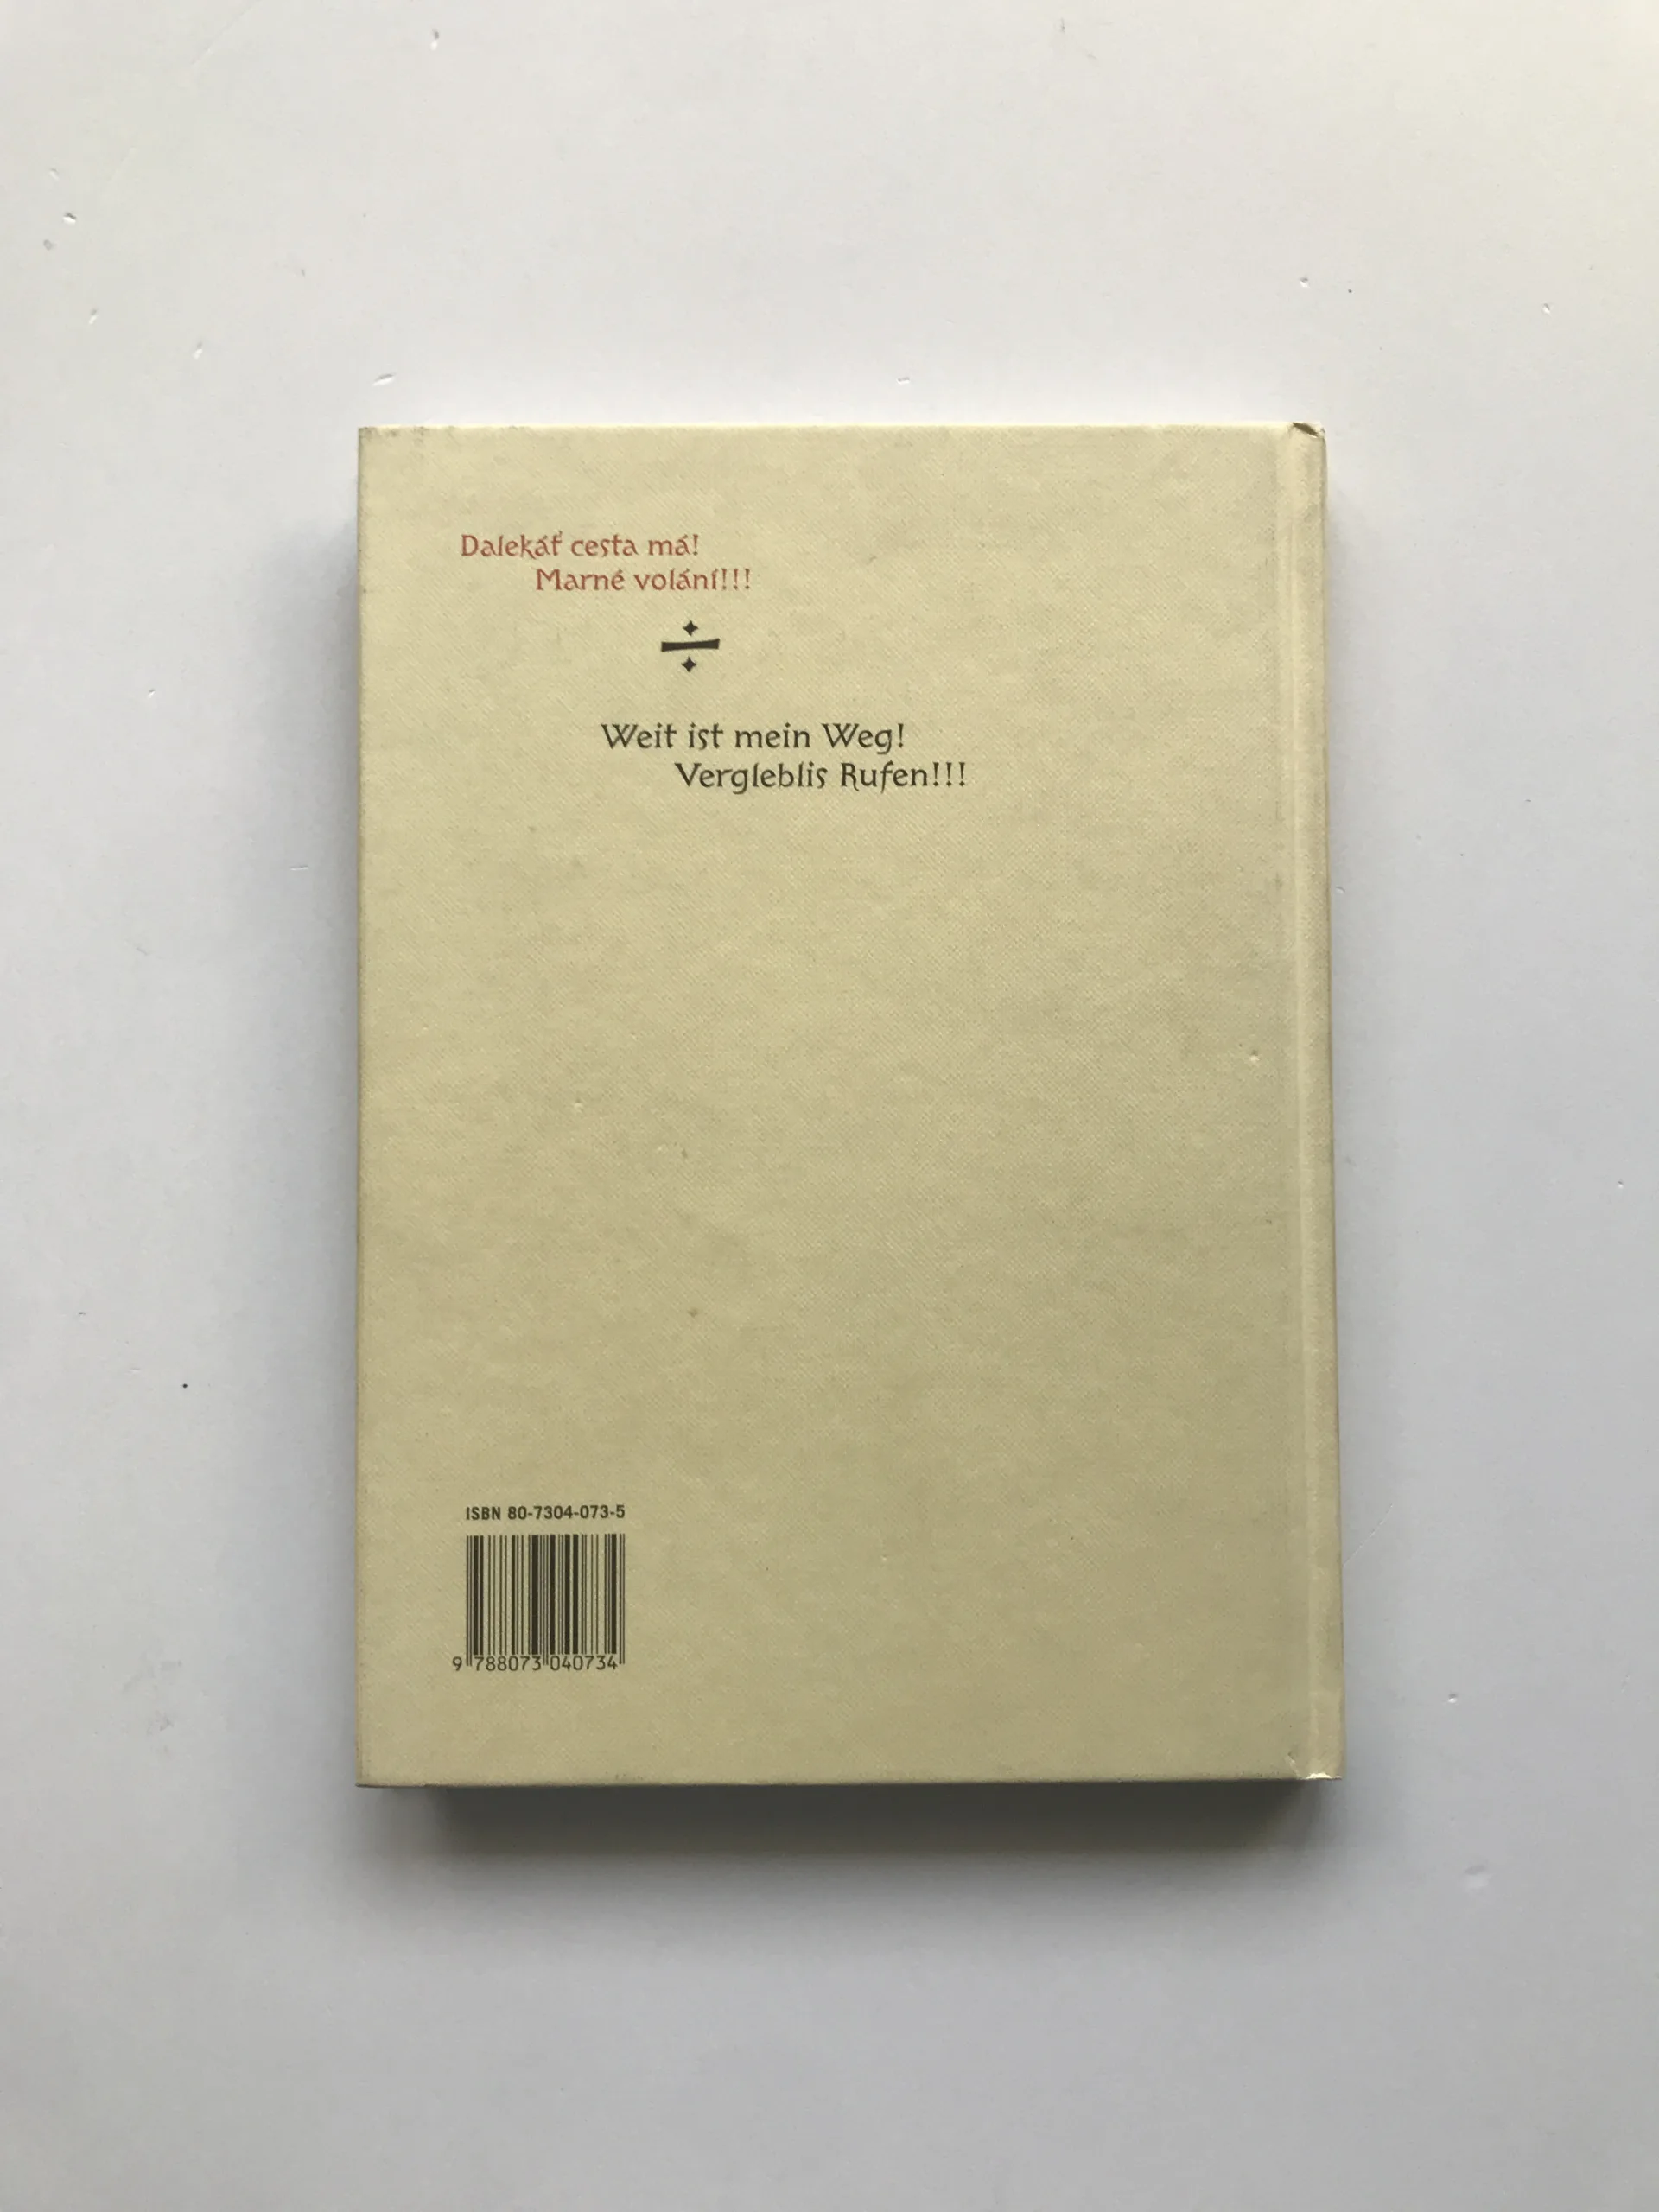 Dalekáť cesta má!
Marné volání!!!
Weit ist mein Weg!
Vergleblis Rufen!!!
ISBN 80-7304-073-5
9 788073 040734